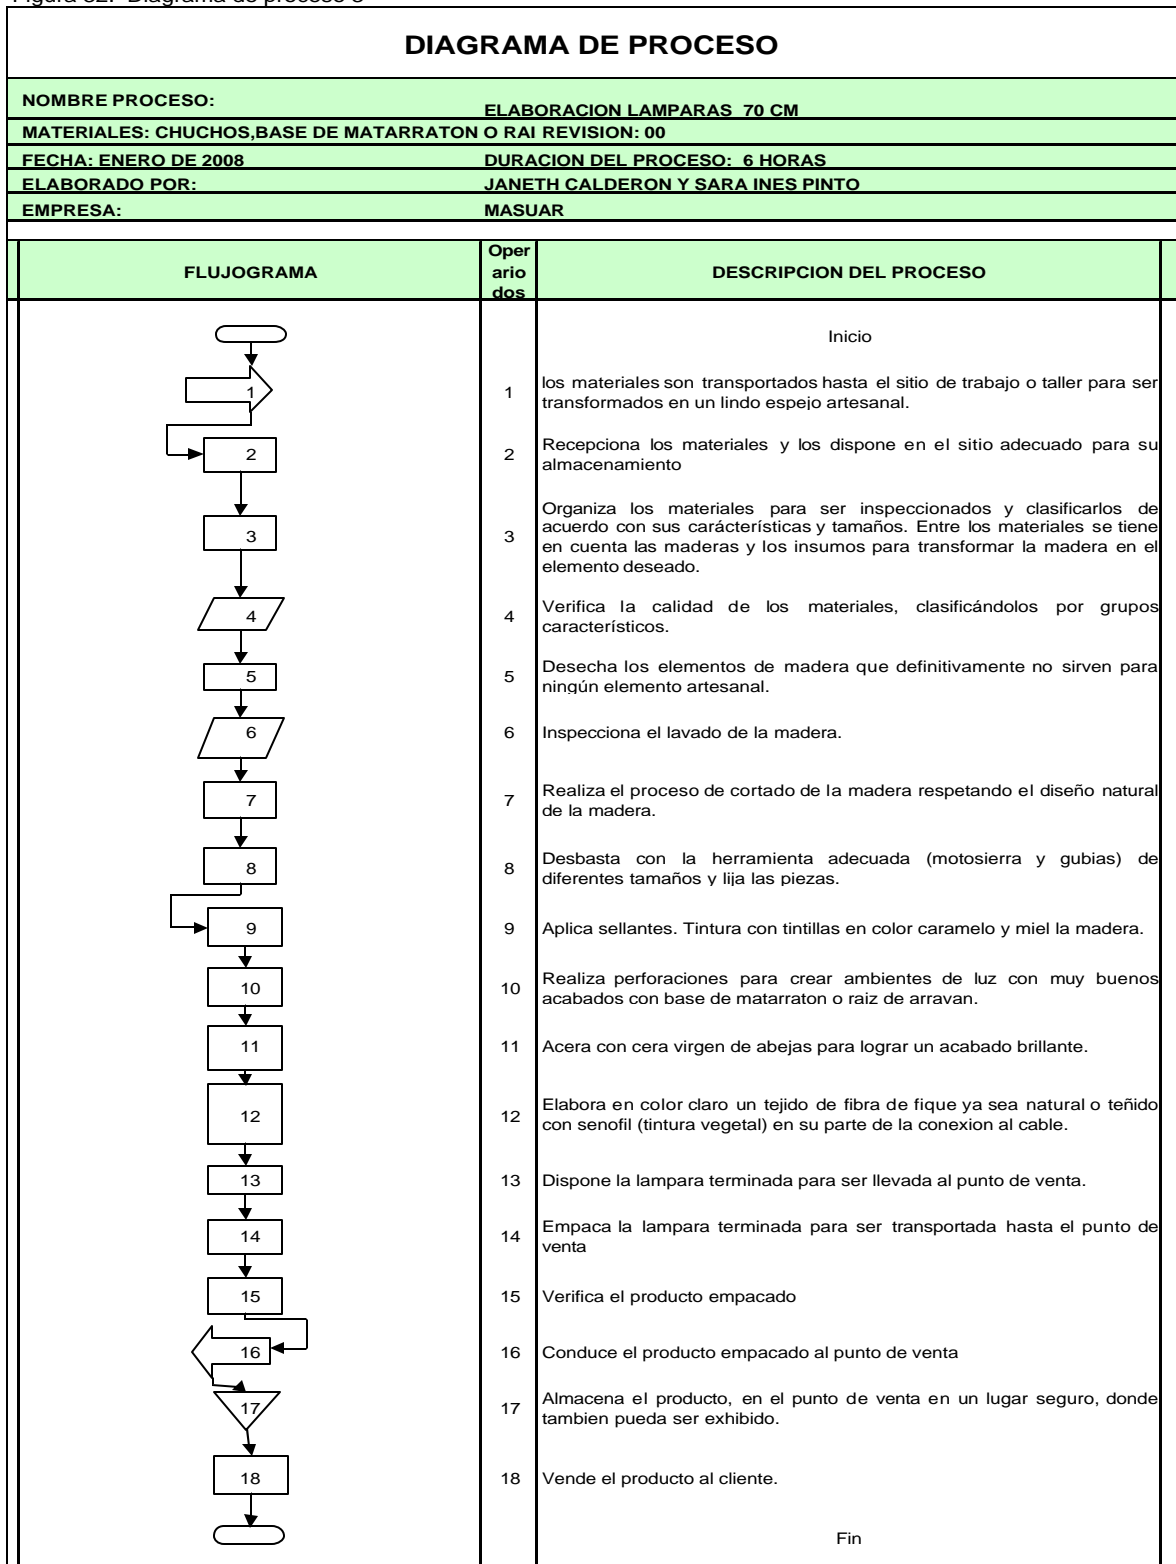 Figura 32. Diagrama de proceso 3
DIAGRAMA DE PROCESO
NOMBRE PROCESO: ELABORACION LAMPARAS 70 CM
MATERIALES: CHUCHOS,BASE DE MATARRATON O RAI REVISION: 00
FECHA: ENERO DE 2008 DURACION DEL PROCESO: 6 HORAS
ELABORADO POR: JANETH CALDERON Y SARA INES PINTO
EMPRESA: MASUAR
FLUJOGRAMA
Oper
ario
dos
DESCRIPCION DEL PROCESO
Inicio
1 1 los materiales son transportados hasta el sitio de trabajo o taller para ser
transformados en un lindo espejo artesanal.
2 2 Recepciona los materiales y los dispone en el sitio adecuado para su
almacenamiento
Organiza los materiales para ser inspeccionados y clasificarlos de
3 3 acuerdo con sus carácterísticas y tamaños. Entre los materiales se tiene
en cuenta las maderas y los insumos para transformar la madera en el
elemento deseado.
4 4 Verifica la calidad de los materiales, clasificándolos por grupos
característicos.
5 5 Desecha los elementos de madera que definitivamente no sirven para
ningún elemento artesanal.
6 6 Inspecciona el lavado de la madera.
7 7 Realiza el proceso de cortado de la madera respetando el diseño natural
de la madera.
8 8 Desbasta con la herramienta adecuada (motosierra y gubias) de
diferentes tamaños y lija las piezas.
9 9 Aplica sellantes. Tintura con tintillas en color caramelo y miel la madera.
10 10 Realiza perforaciones para crear ambientes de luz con muy buenos
acabados con base de matarraton o raiz de arravan.
11 11 Acera con cera virgen de abejas para lograr un acabado brillante.
12 12 Elabora en color claro un tejido de fibra de fique ya sea natural o teñido
con senofil (tintura vegetal) en su parte de la conexion al cable.
13 13 Dispone la lampara terminada para ser llevada al punto de venta.
14 14 Empaca la lampara terminada para ser transportada hasta el punto de
venta
15 15 Verifica el producto empacado
16 16 Conduce el producto empacado al punto de venta
17 17 Almacena el producto, en el punto de venta en un lugar seguro, donde
tambien pueda ser exhibido.
18 18 Vende el producto al cliente.
Fin